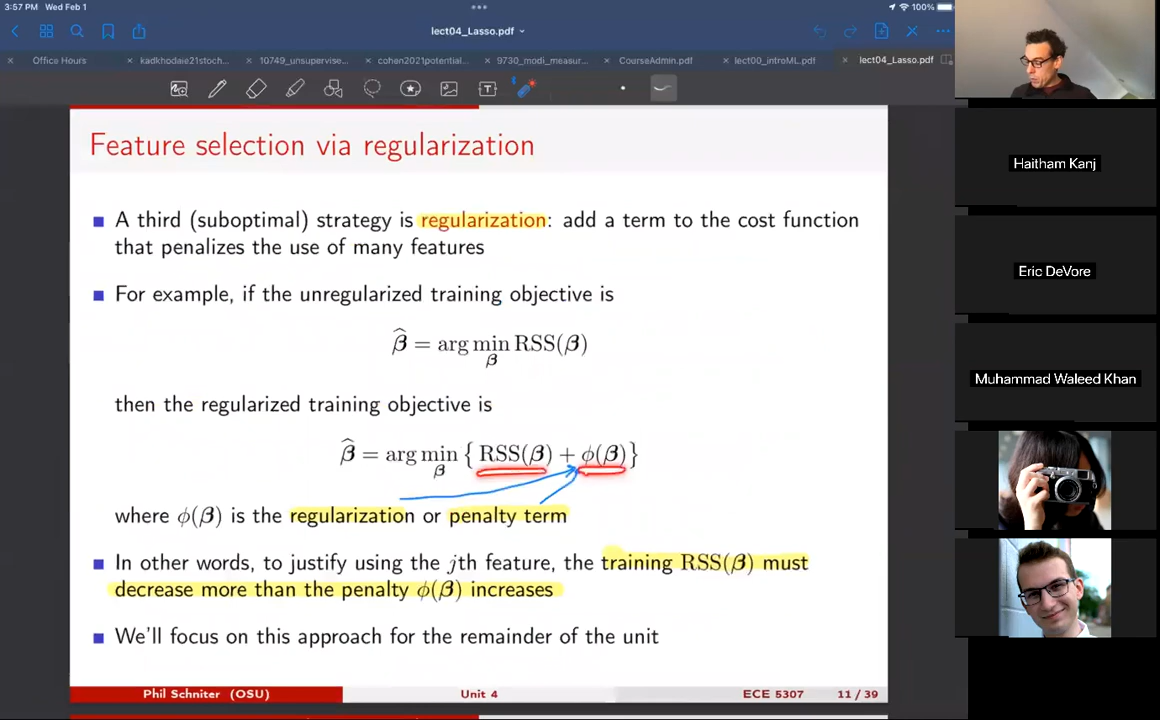 3:57 PM Wed Feb 1
100%
lect04_Lasso.pdf
Office Hours
kadkhodaie21stoch...
10749_unsupervise...
cohen2021potential...
9730_modi_measur...
CourseAdmin.pdf
lect00_introML.pdf
lect04_Lasso.pdf
Feature selection via regularization
A third (suboptimal) strategy is regularization: add a term to the cost function
that penalizes the use of many features
For example, if the unregularized training objective is
β̂ = arg min_β RSS(β)
then the regularized training objective is
β̂ = arg min_β { RSS(β) + ϕ(β)}
where ϕ(β) is the regularization or penalty term
In other words, to justify using the jth feature, the training RSS(β) must
decrease more than the penalty ϕ(β) increases
We'll focus on this approach for the remainder of the unit
Phil Schniter (OSU)
Unit 4
ECE 5307
11 / 39
Haitham Kanj
Eric DeVore
Muhammad Waleed Khan